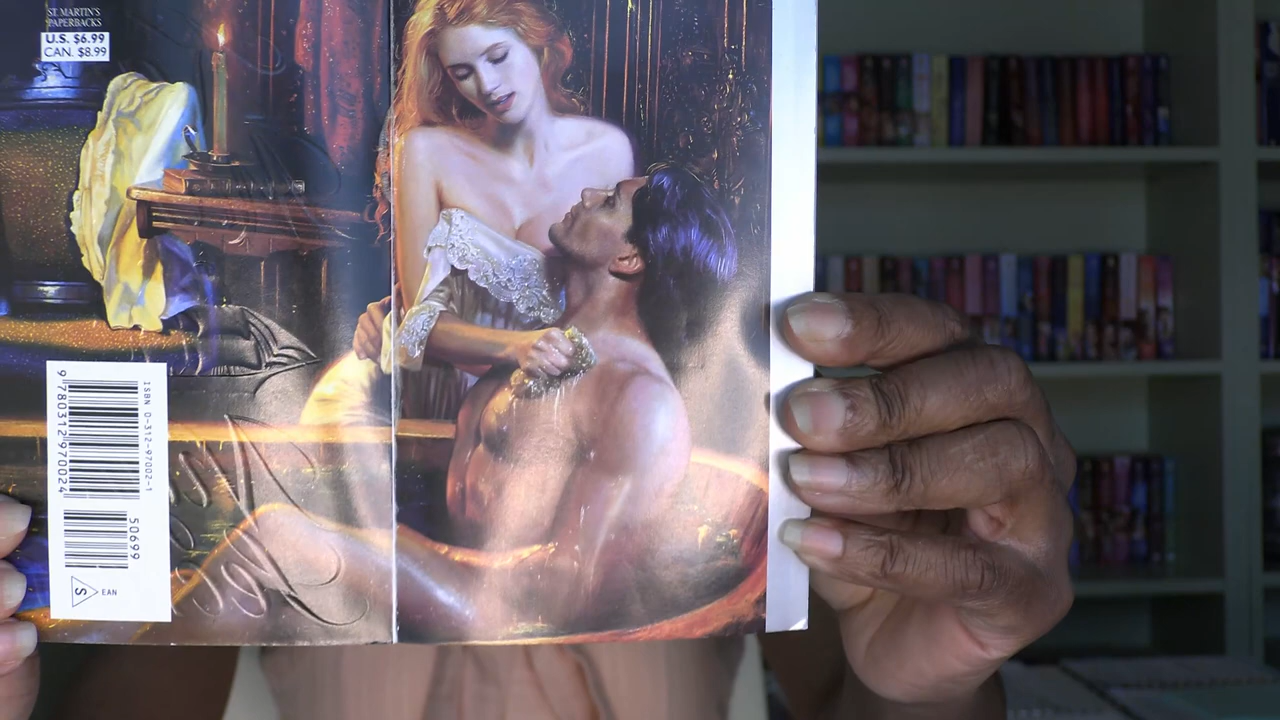 ST. MARTIN'S
PAPERBACKS
U.S. $6.99
CAN. $8.99
ISBN 0-312-97002-1
9 780312 970024
50699
S
EAN